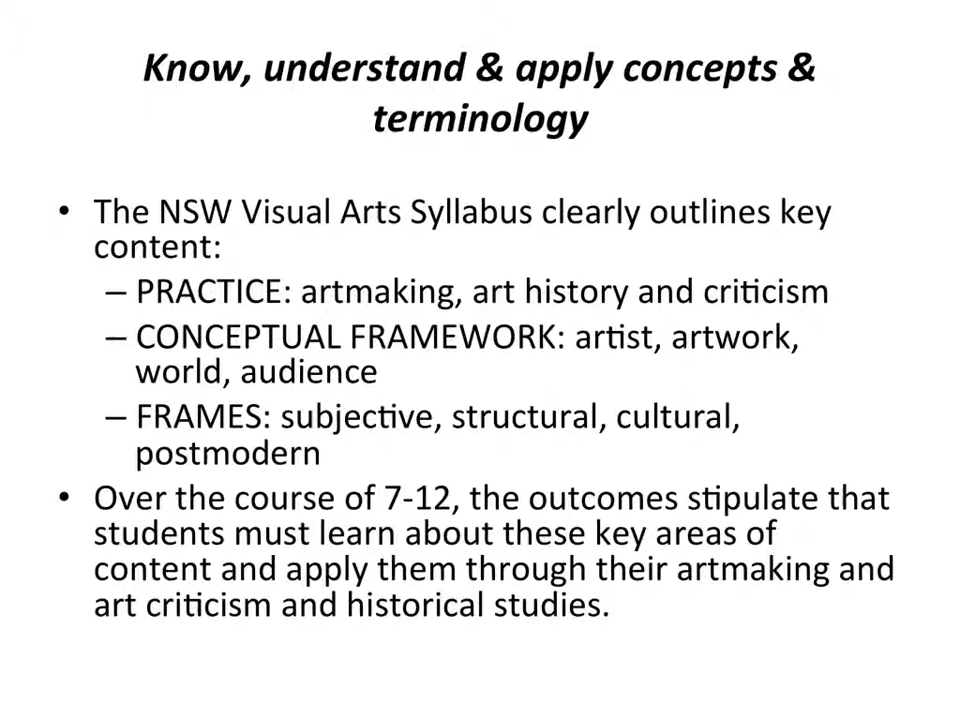 Know, understand & apply concepts &
terminology
• The NSW Visual Arts Syllabus clearly outlines key
content:
– PRACTICE: artmaking, art history and criticism
– CONCEPTUAL FRAMEWORK: artist, artwork,
world, audience
– FRAMES: subjective, structural, cultural,
postmodern
• Over the course of 7-12, the outcomes stipulate that
students must learn about these key areas of
content and apply them through their artmaking and
art criticism and historical studies.